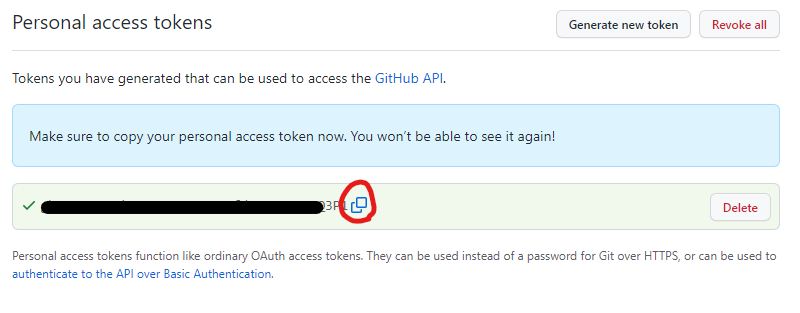 Personal access tokens
Generate new token
Revoke all
Tokens you have generated that can be used to access the GitHub API.
Make sure to copy your personal access token now. You won’t be able to see it again!
Delete
Personal access tokens function like ordinary OAuth access tokens. They can be used instead of a password for Git over HTTPS, or can be used to
authenticate to the API over Basic Authentication.